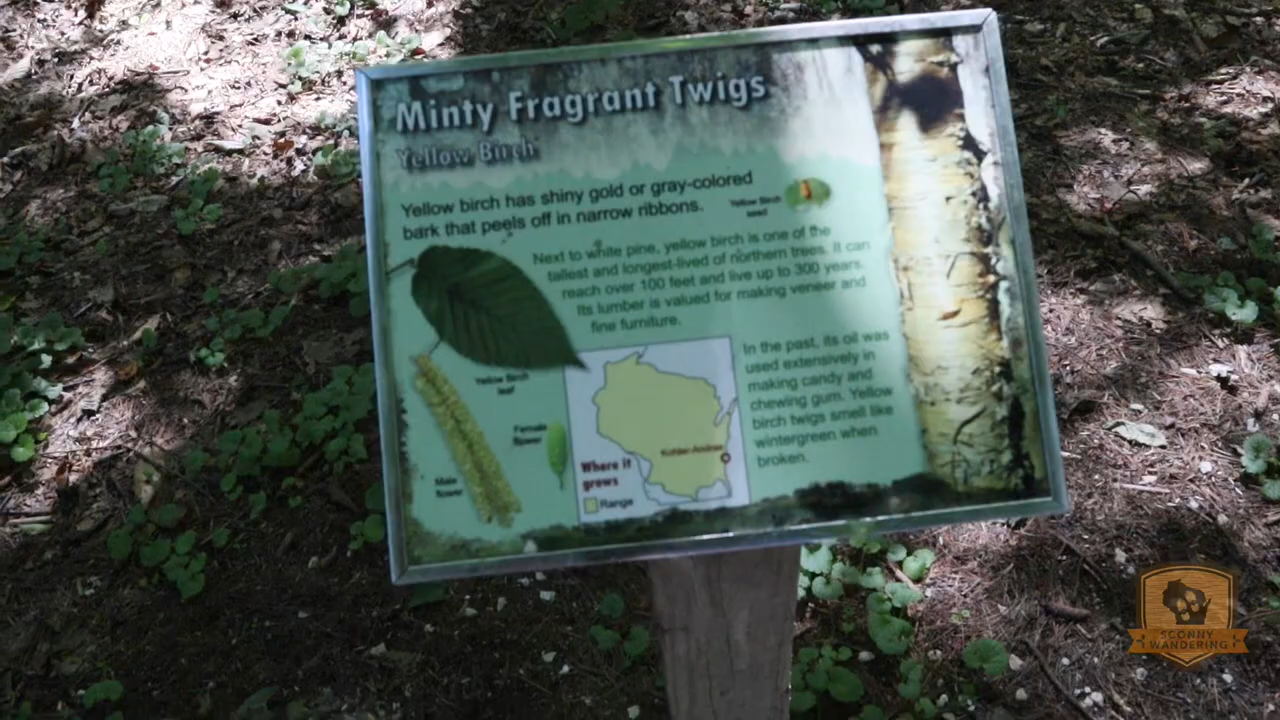 Minty Fragrant Twigs
Yellow Birch
Yellow birch has shiny gold or gray-colored
bark that peels off in narrow ribbons.
Yellow Birch
seed
Next to white pine, yellow birch is one of the
tallest and longest-lived of northern trees. It can
reach over 100 feet and live up to 300 years.
Its lumber is valued for making veneer and
fine furniture.
In the past, its oil was
used extensively in
making candy and
chewing gum. Yellow
birch twigs smell like
wintergreen when
broken.
Yellow Birch
leaf
Female
flower
Male
flower
Kohler-Andrae
Where it
grows
Range
SCONNY
WANDERING